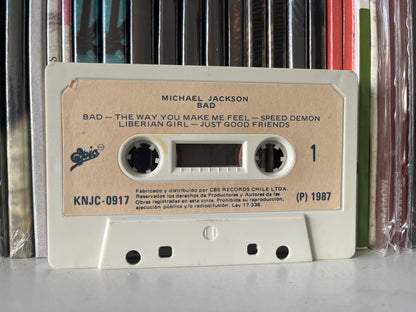 MICHAEL JACKSON
BAD
BAD — THE WAY YOU MAKE ME FEEL — SPEED DEMON
LIBERIAN GIRL — JUST GOOD FRIENDS
Epic
1
KNJC-0917
Fabricado y distribuido por CBS RECORDS CHILE LTDA.
(P) 1987
Reservados los derechos de Productores y Autores de las
Obras registradas en esta cinta. Prohibida su reproducción,
ejecución pública y/o radiodifusión. Ley 17.336.